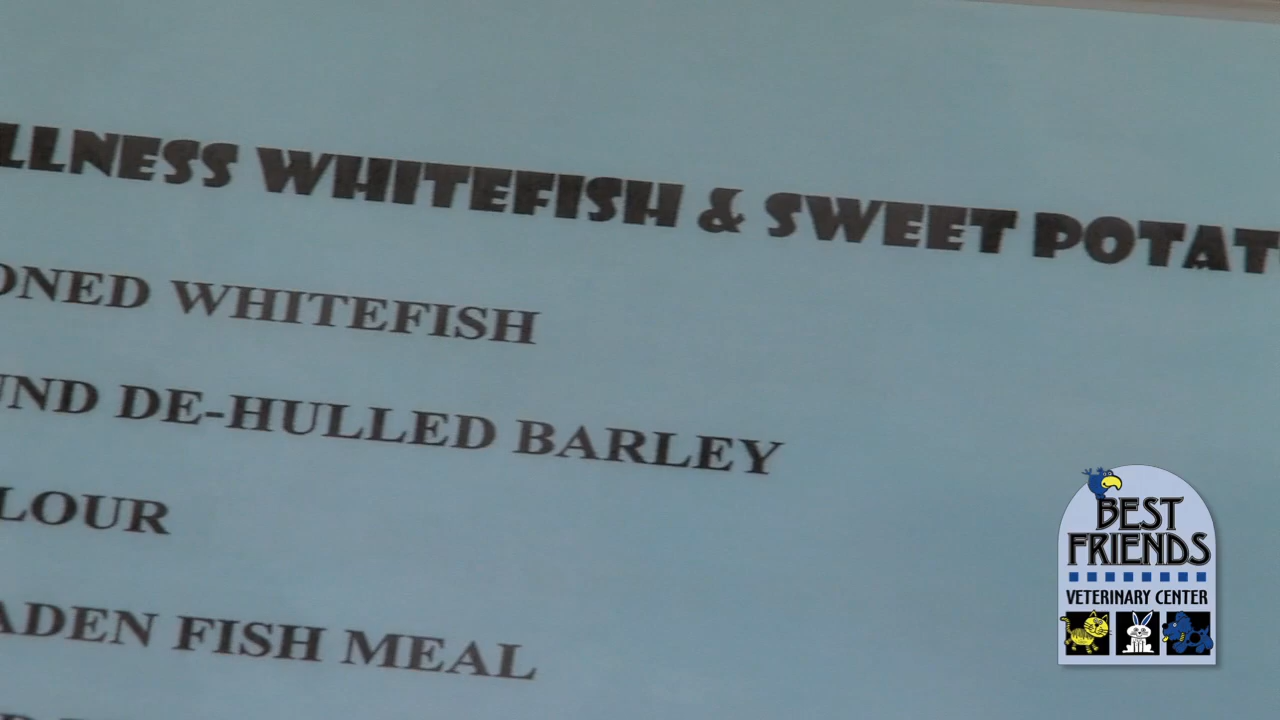 LLNESS WHITEFISH & SWEET POTAT
ONED WHITEFISH
UND DE-HULLED BARLEY
LOUR
ADEN FISH MEAL
BEST
FRIENDS
VETERINARY CENTER